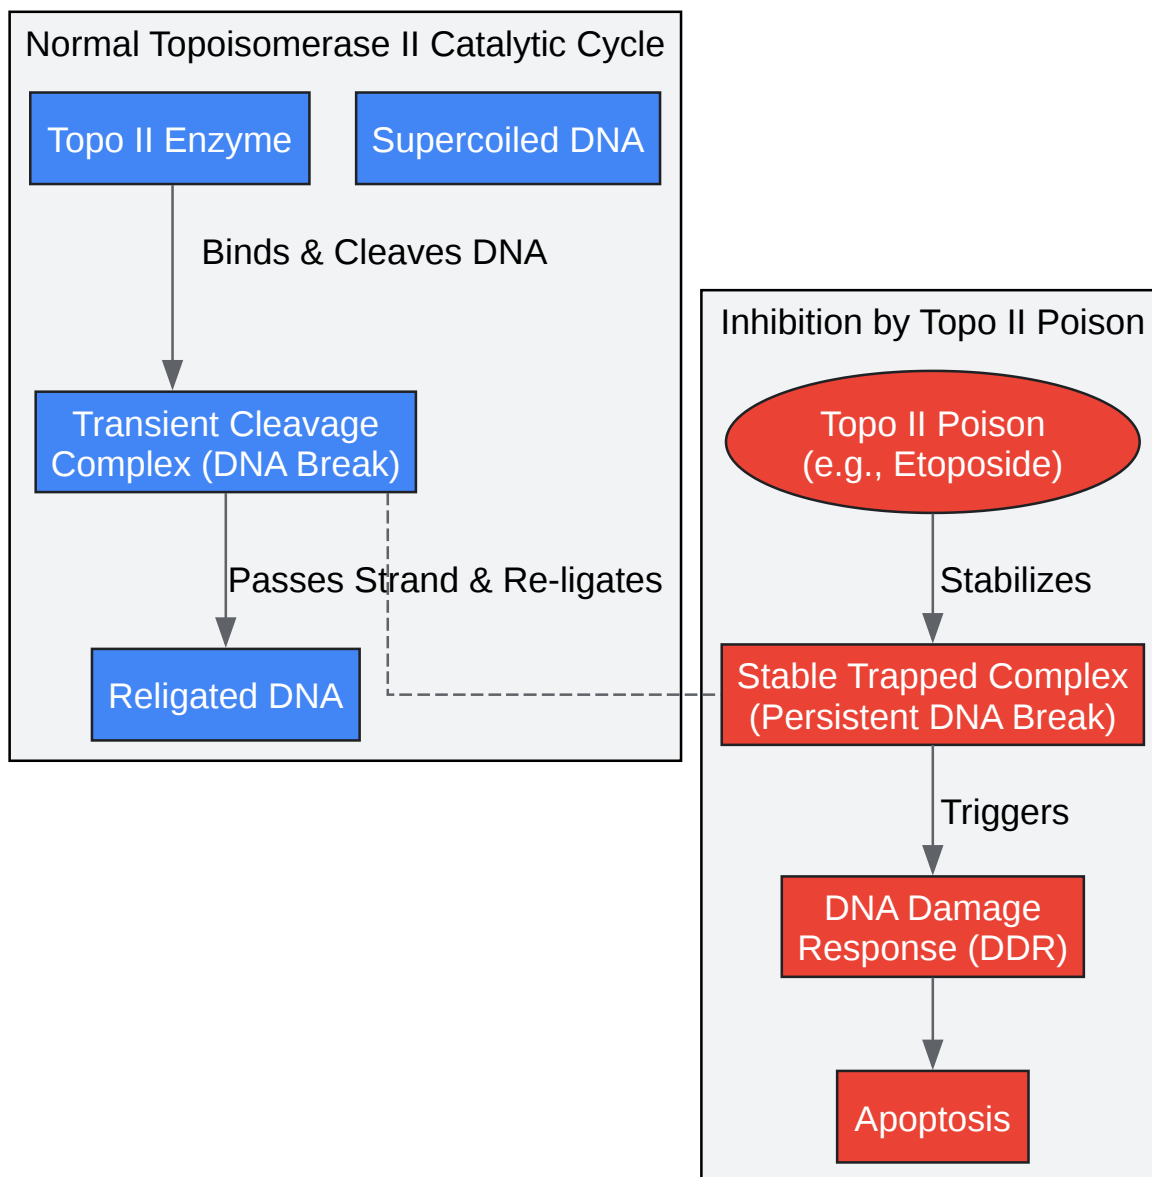 Normal Topoisomerase II Catalytic Cycle
Topo II Enzyme
Supercoiled DNA
Binds & Cleaves DNA
Transient Cleavage
Complex (DNA Break)
Passes Strand & Re-ligates
Religated DNA
Inhibition by Topo II Poison
Topo II Poison
(e.g., Etoposide)
Stabilizes
Stable Trapped Complex
(Persistent DNA Break)
Triggers
DNA Damage
Response (DDR)
Apoptosis